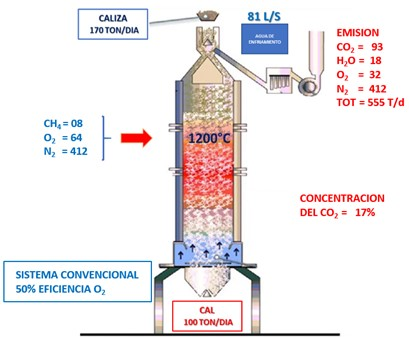 CALIZA
170 TON/DIA
81 L/S
AGUA DE
ENFRIAMIENTO
EMISION
CO₂ = 93
H₂O = 18
O₂ = 32
N₂ = 412
TOT = 555 T/d
CH₄ = 08
O₂ = 64
N₂ = 412
1200°C
CONCENTRACION
DEL CO₂ = 17%
SISTEMA CONVENCIONAL
50% EFICIENCIA O₂
CAL
100 TON/DIA